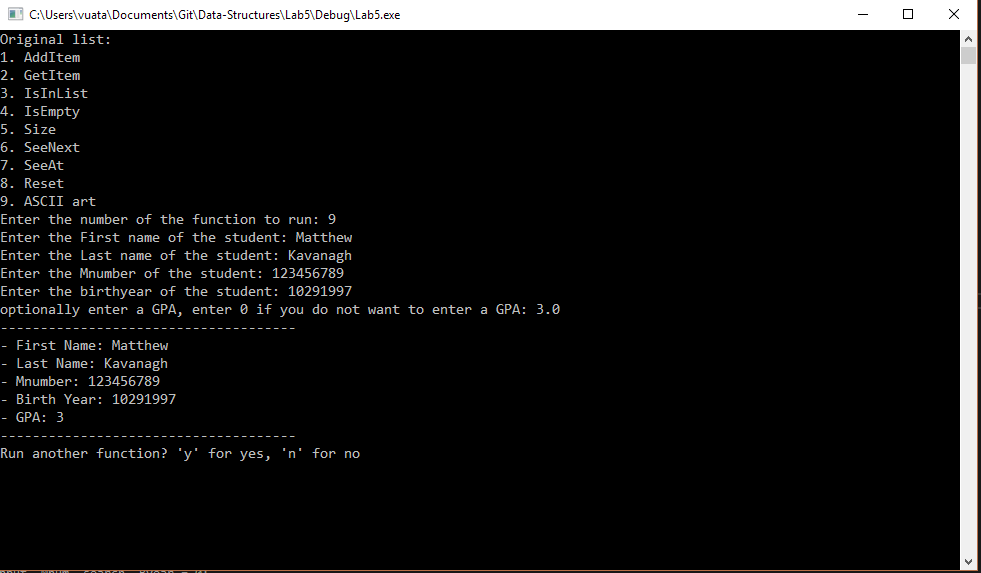 C:\Users\vuata\Documents\Git\Data-Structures\Lab5\Debug\Lab5.exe
Original list:
1. AddItem
2. GetItem
3. IsInList
4. IsEmpty
5. Size
6. SeeNext
7. SeeAt
8. Reset
9. ASCII art
Enter the number of the function to run: 9
Enter the First name of the student: Matthew
Enter the Last name of the student: Kavanagh
Enter the Mnumber of the student: 123456789
Enter the birthyear of the student: 10291997
optionally enter a GPA, enter 0 if you do not want to enter a GPA: 3.0
-------------------------------------
- First Name: Matthew
- Last Name: Kavanagh
- Mnumber: 123456789
- Birth Year: 10291997
- GPA: 3
-------------------------------------
Run another function? 'y' for yes, 'n' for no